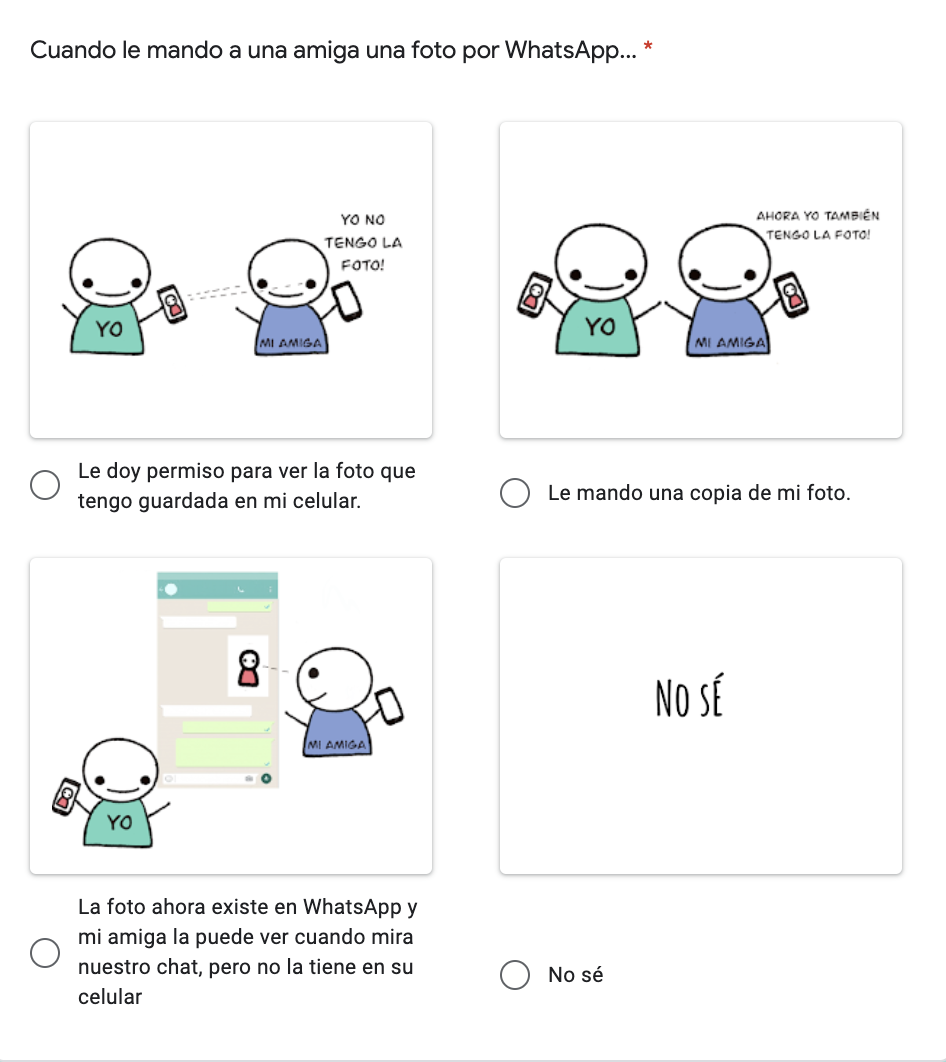 Cuando le mando a una amiga una foto por WhatsApp... *
YO NO
TENGO LA
FOTO!
YO
MI AMIGA
Le doy permiso para ver la foto que
tengo guardada en mi celular.
AHORA YO TAMBIÉN
TENGO LA FOTO!
YO
MI AMIGA
Le mando una copia de mi foto.
MI AMIGA
YO
La foto ahora existe en WhatsApp y
mi amiga la puede ver cuando mira
nuestro chat, pero no la tiene en su
celular
NO SÉ
No sé